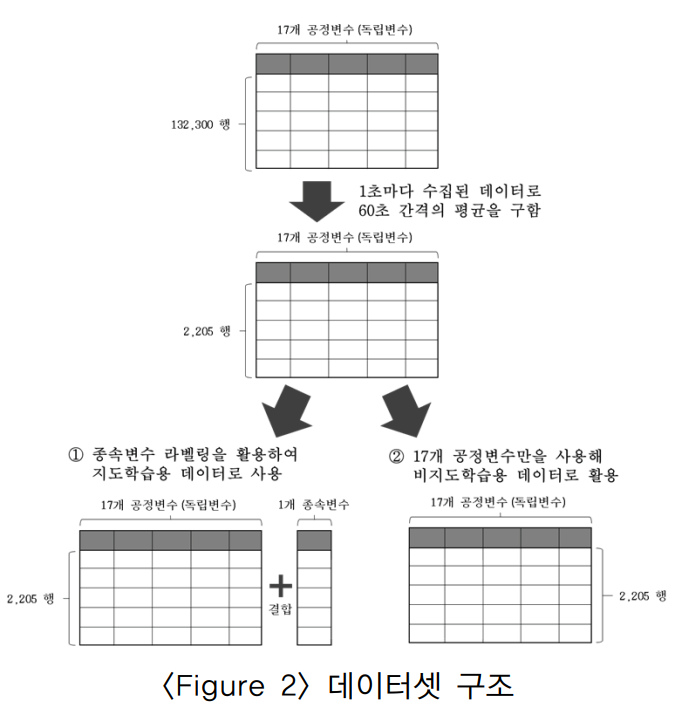 17개 공정변수(독립변수)
132,300 행
1초마다 수집된 데이터로
60초 간격의 평균을 구함
17개 공정변수(독립변수)
2,205 행
① 종속변수 라벨링을 활용하여
지도학습용 데이터로 사용
② 17개 공정변수만을 사용해
비지도학습용 데이터로 활용
17개 공정변수(독립변수)
1개 종속변수
17개 공정변수(독립변수)
2,205 행
+
결합
2,205 행
<Figure 2> 데이터셋 구조